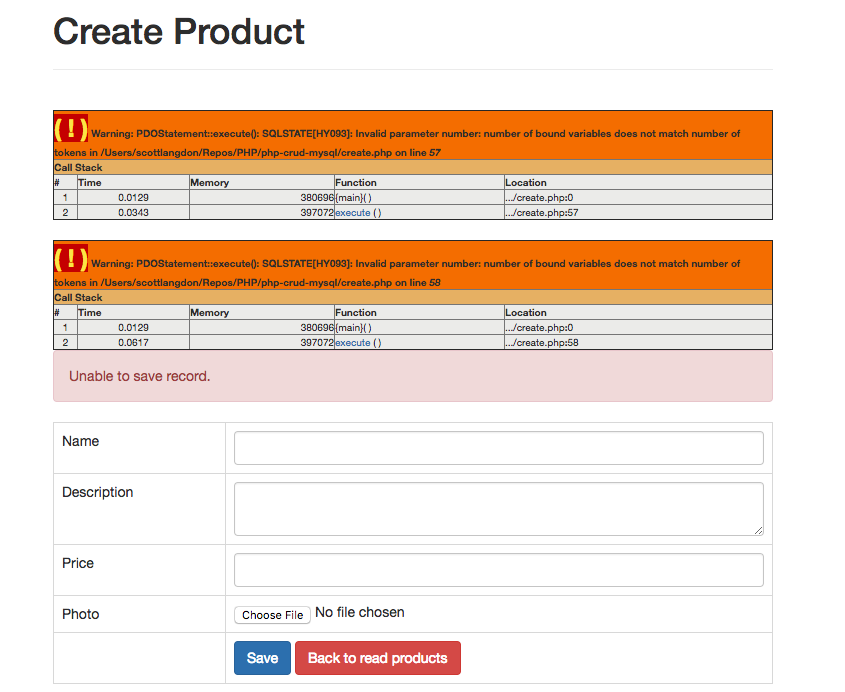 Create Product
(!) Warning: PDOStatement::execute(): SQLSTATE[HY093]: Invalid parameter number: number of bound variables does not match number of
tokens in /Users/scottlangdon/Repos/PHP/php-crud-mysql/create.php on line 57
Call Stack
# Time Memory Function Location
1 0.0129 380696 {main}( ) .../create.php:0
2 0.0343 397072 execute ( ) .../create.php:57
(!) Warning: PDOStatement::execute(): SQLSTATE[HY093]: Invalid parameter number: number of bound variables does not match number of
tokens in /Users/scottlangdon/Repos/PHP/php-crud-mysql/create.php on line 58
Call Stack
# Time Memory Function Location
1 0.0129 380696 {main}( ) .../create.php:0
2 0.0617 397072 execute ( ) .../create.php:58
Unable to save record.
Name
Description
Price
Photo Choose File No file chosen
Save Back to read products